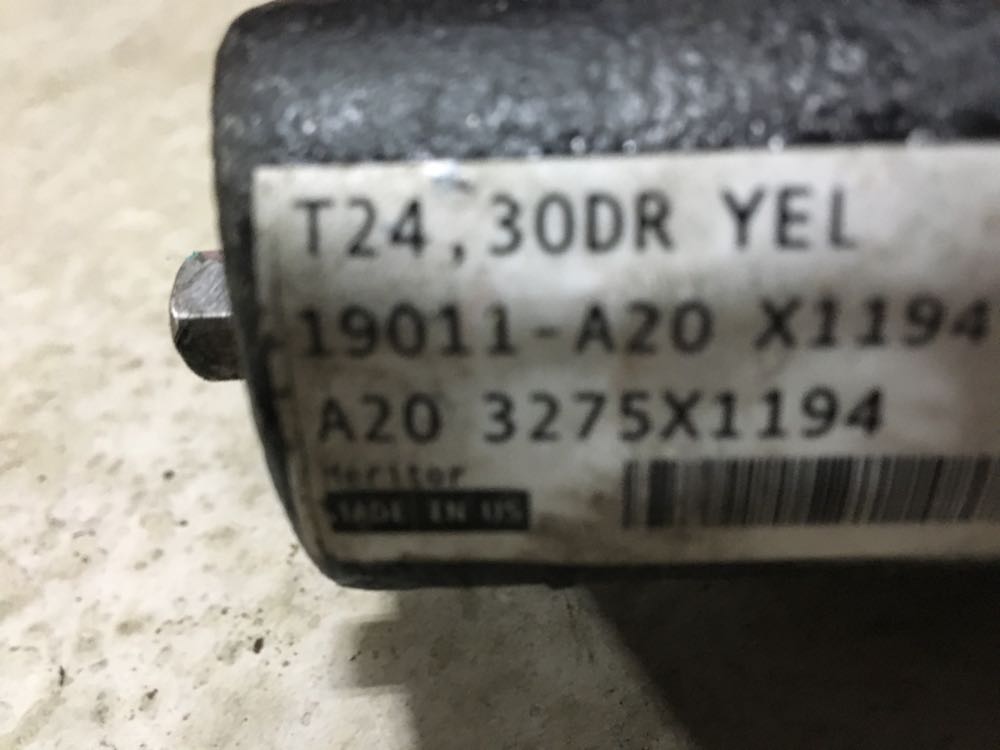 T24,30DR YEL
19011-A20 X1194
A20 3275X1194
Meritor
MADE IN US